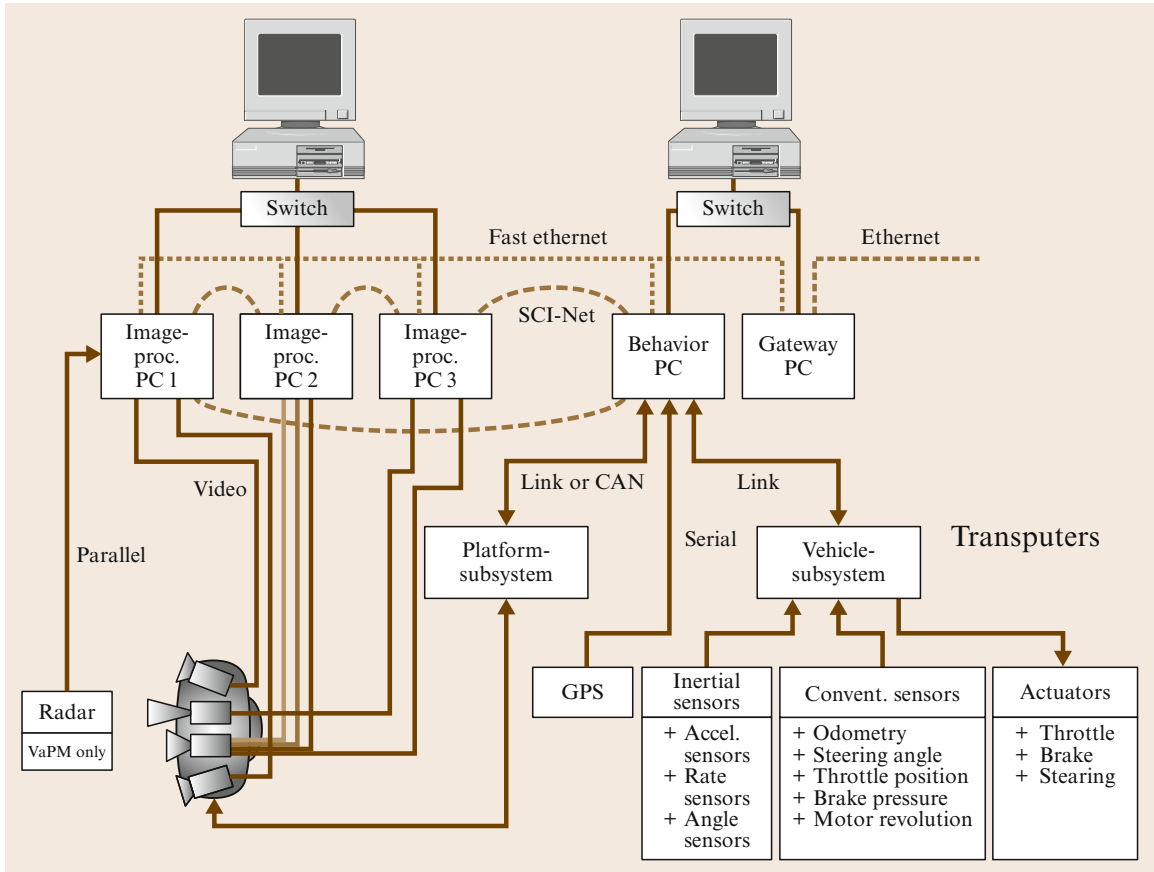 Switch
Switch
Fast ethernet
Ethernet
SCI-Net
Image-
proc.
PC 1
Image-
proc.
PC 2
Image-
proc.
PC 3
Behavior
PC
Gateway
PC
Video
Link or CAN
Link
Parallel
Serial
Transputers
Platform-
subsystem
Vehicle-
subsystem
Radar
VaPM only
GPS
Inertial
sensors
+ Accel.
sensors
+ Rate
sensors
+ Angle
sensors
Convent. sensors
+ Odometry
+ Steering angle
+ Throttle position
+ Brake pressure
+ Motor revolution
Actuators
+ Throttle
+ Brake
+ Stearing